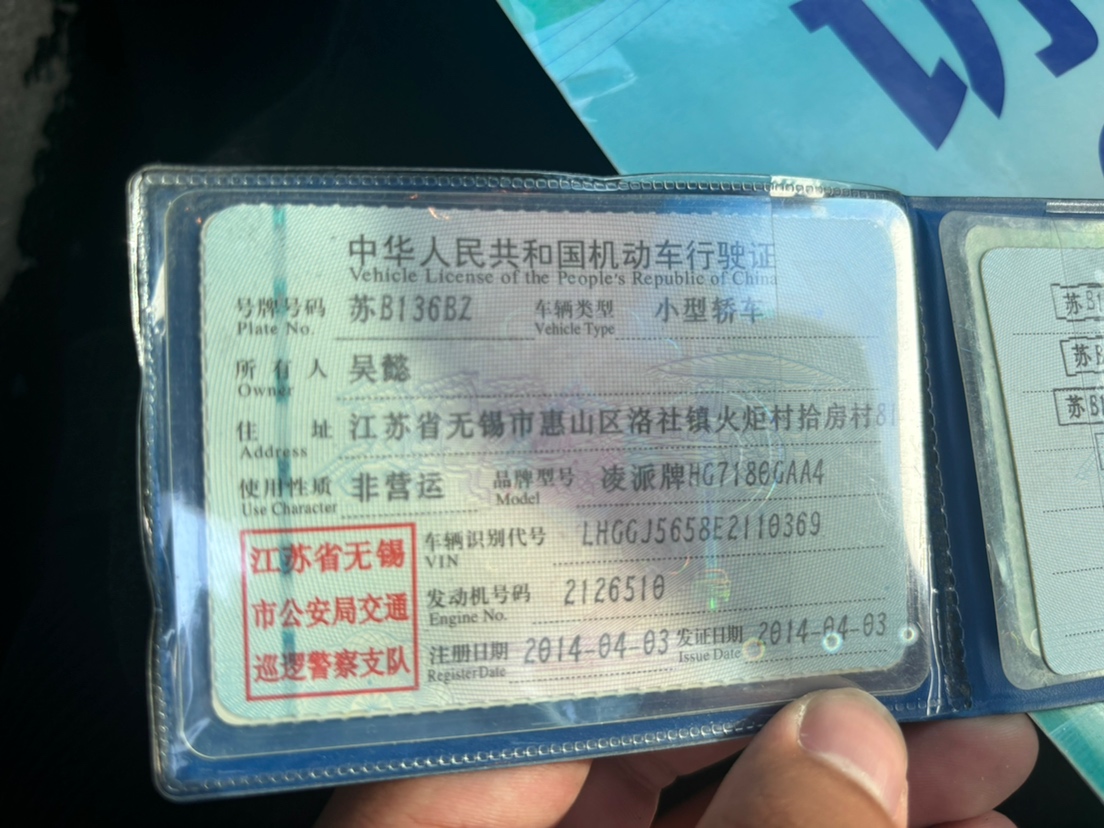 中华人民共和国机动车行驶证
Vehicle License of the People's Republic of China
号牌号码 苏B136BZ 车辆类型 小型轿车
Plate No. Vehicle Type
所有人 吴懿
Owner
住址 江苏省无锡市惠山区洛社镇火炬村拾房村81
Address
使用性质 非营运 品牌型号 凌派牌HG7180GAA4
Use Character Model
江苏省无锡
市公安局交通
巡逻警察支队
车辆识别代号 LHGGJ5658E2110369
VIN
发动机号码 2126510
Engine No.
注册日期 2014-04-03 发证日期 2014-04-03
Register Date Issue Date
苏B1
苏B
苏B1